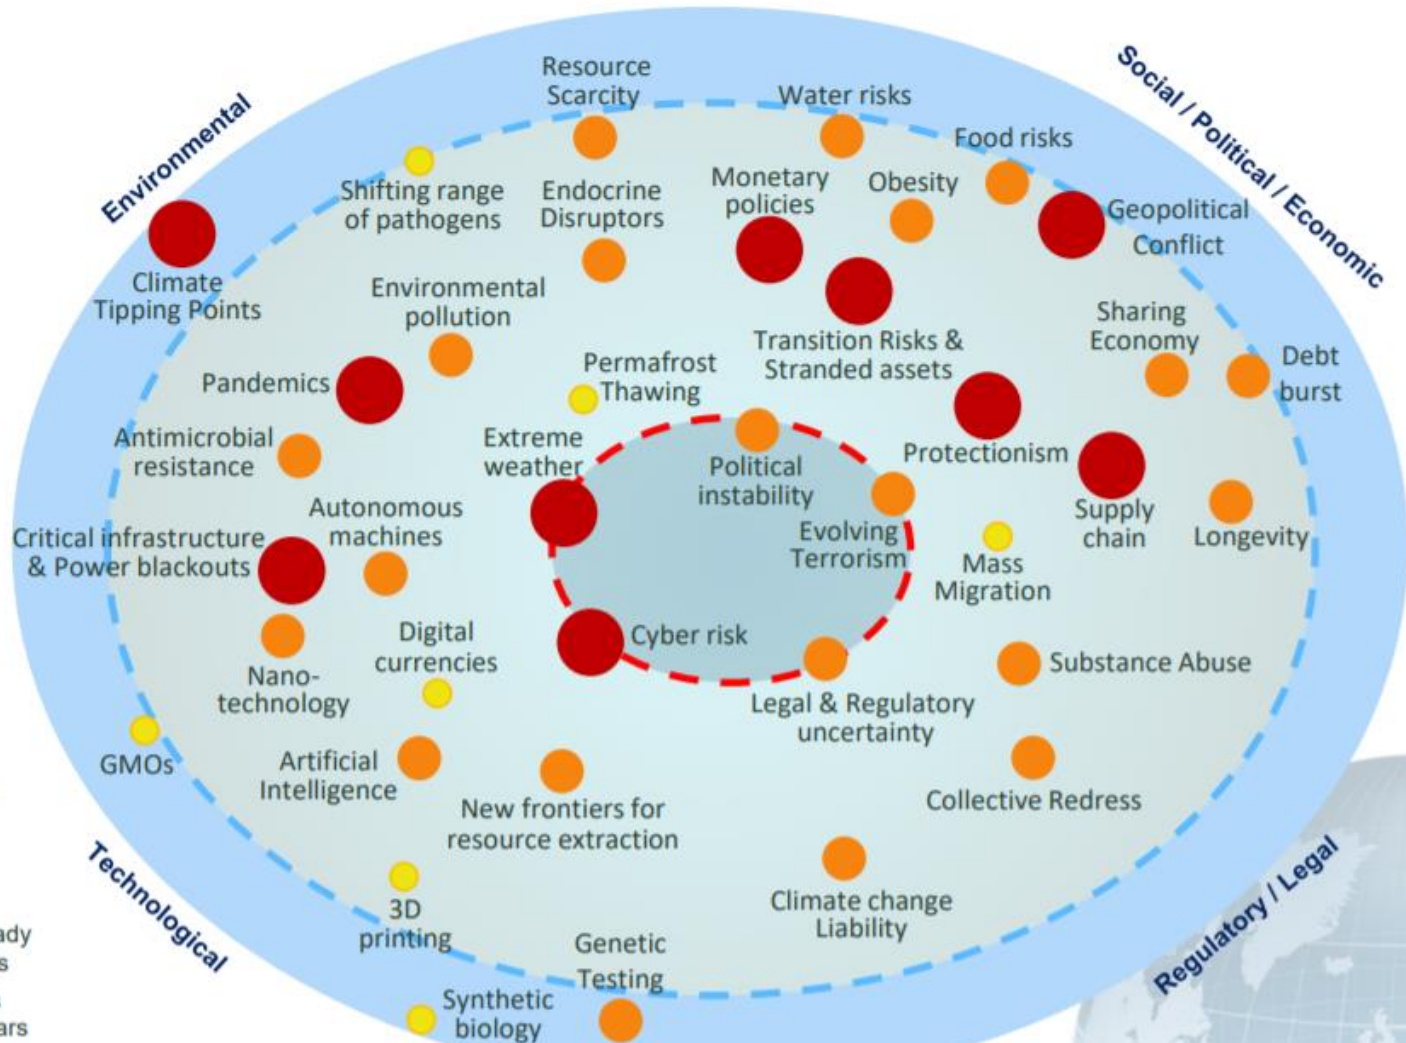 Resource
Scarcity
Water risks
Social / Political / Economic
Environmental
Food risks
Shifting range
of pathogens
Endocrine
Disruptors
Monetary
policies
Obesity
Geopolitical
Conflict
Climate
Tipping Points
Environmental
pollution
Sharing
Economy
Transition Risks &
Stranded assets
Debt
burst
Pandemics
Permafrost
Thawing
Antimicrobial
resistance
Extreme
weather
Political
instability
Protectionism
Autonomous
machines
Critical infrastructure
& Power blackouts
Evolving
Terrorism
Supply
chain
Longevity
Mass
Migration
Digital
currencies
Cyber risk
Substance Abuse
Nano-
technology
Legal & Regulatory
uncertainty
GMOs
Artificial
Intelligence
New frontiers for
resource extraction
Collective Redress
Technological
3D
printing
Climate change
Liability
Regulatory / Legal
Genetic
Testing
Synthetic
biology